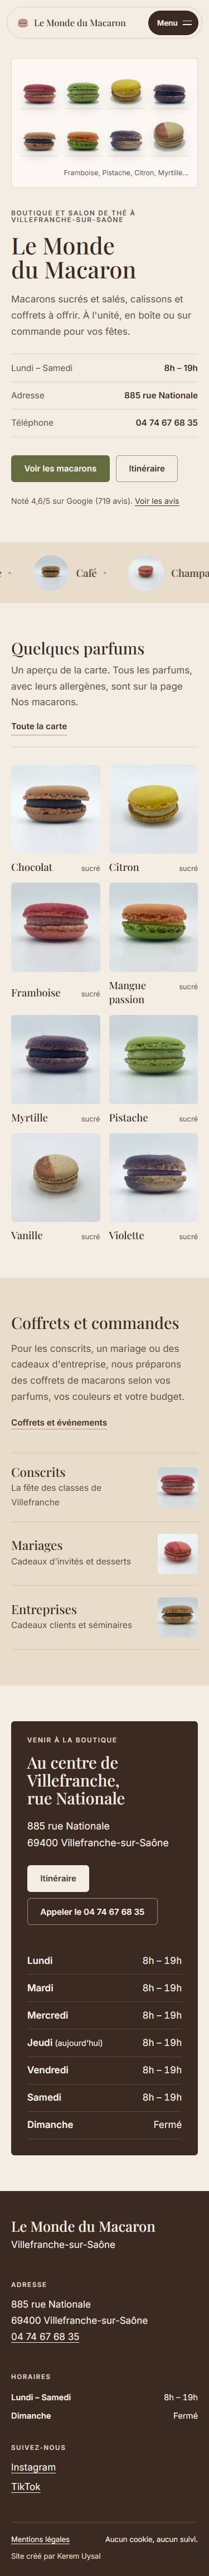 Le Monde du Macaron
Menu
Framboise, Pistache, Citron, Myrtille...
BOUTIQUE ET SALON DE THÉ À
VILLEFRANCHE-SUR-SAÔNE
Le Monde
du Macaron
Macarons sucrés et salés, calissons et
coffrets à offrir. À l'unité, en boîte ou sur
commande pour vos fêtes.
Lundi – Samedi 8h – 19h
Adresse 885 rue Nationale
Téléphone 04 74 67 68 35
Voir les macarons Itinéraire
Noté 4,6/5 sur Google (719 avis). Voir les avis
Café Champa
Quelques parfums
Un aperçu de la carte. Tous les parfums,
avec leurs allergènes, sont sur la page
Nos macarons.
Toute la carte
Chocolat sucré Citron sucré
Framboise sucré Mangue passion sucré
Myrtille sucré Pistache sucré
Vanille sucré Violette sucré
Coffrets et commandes
Pour les conscrits, un mariage ou des
cadeaux d'entreprise, nous préparons
des coffrets de macarons selon vos
parfums, vos couleurs et votre budget.
Coffrets et événements
Conscrits
La fête des classes de
Villefranche
Mariages
Cadeaux d'invités et desserts
Entreprises
Cadeaux clients et séminaires
VENIR À LA BOUTIQUE
Au centre de
Villefranche,
rue Nationale
885 rue Nationale
69400 Villefranche-sur-Saône
Itinéraire
Appeler le 04 74 67 68 35
Lundi 8h – 19h
Mardi 8h – 19h
Mercredi 8h – 19h
Jeudi (aujourd'hui) 8h – 19h
Vendredi 8h – 19h
Samedi 8h – 19h
Dimanche Fermé
Le Monde du Macaron
Villefranche-sur-Saône
ADRESSE
885 rue Nationale
69400 Villefranche-sur-Saône
04 74 67 68 35
HORAIRES
Lundi – Samedi 8h – 19h
Dimanche Fermé
SUIVEZ-NOUS
Instagram
TikTok
Mentions légales Aucun cookie, aucun suivi.
Site créé par Kerem Uysal